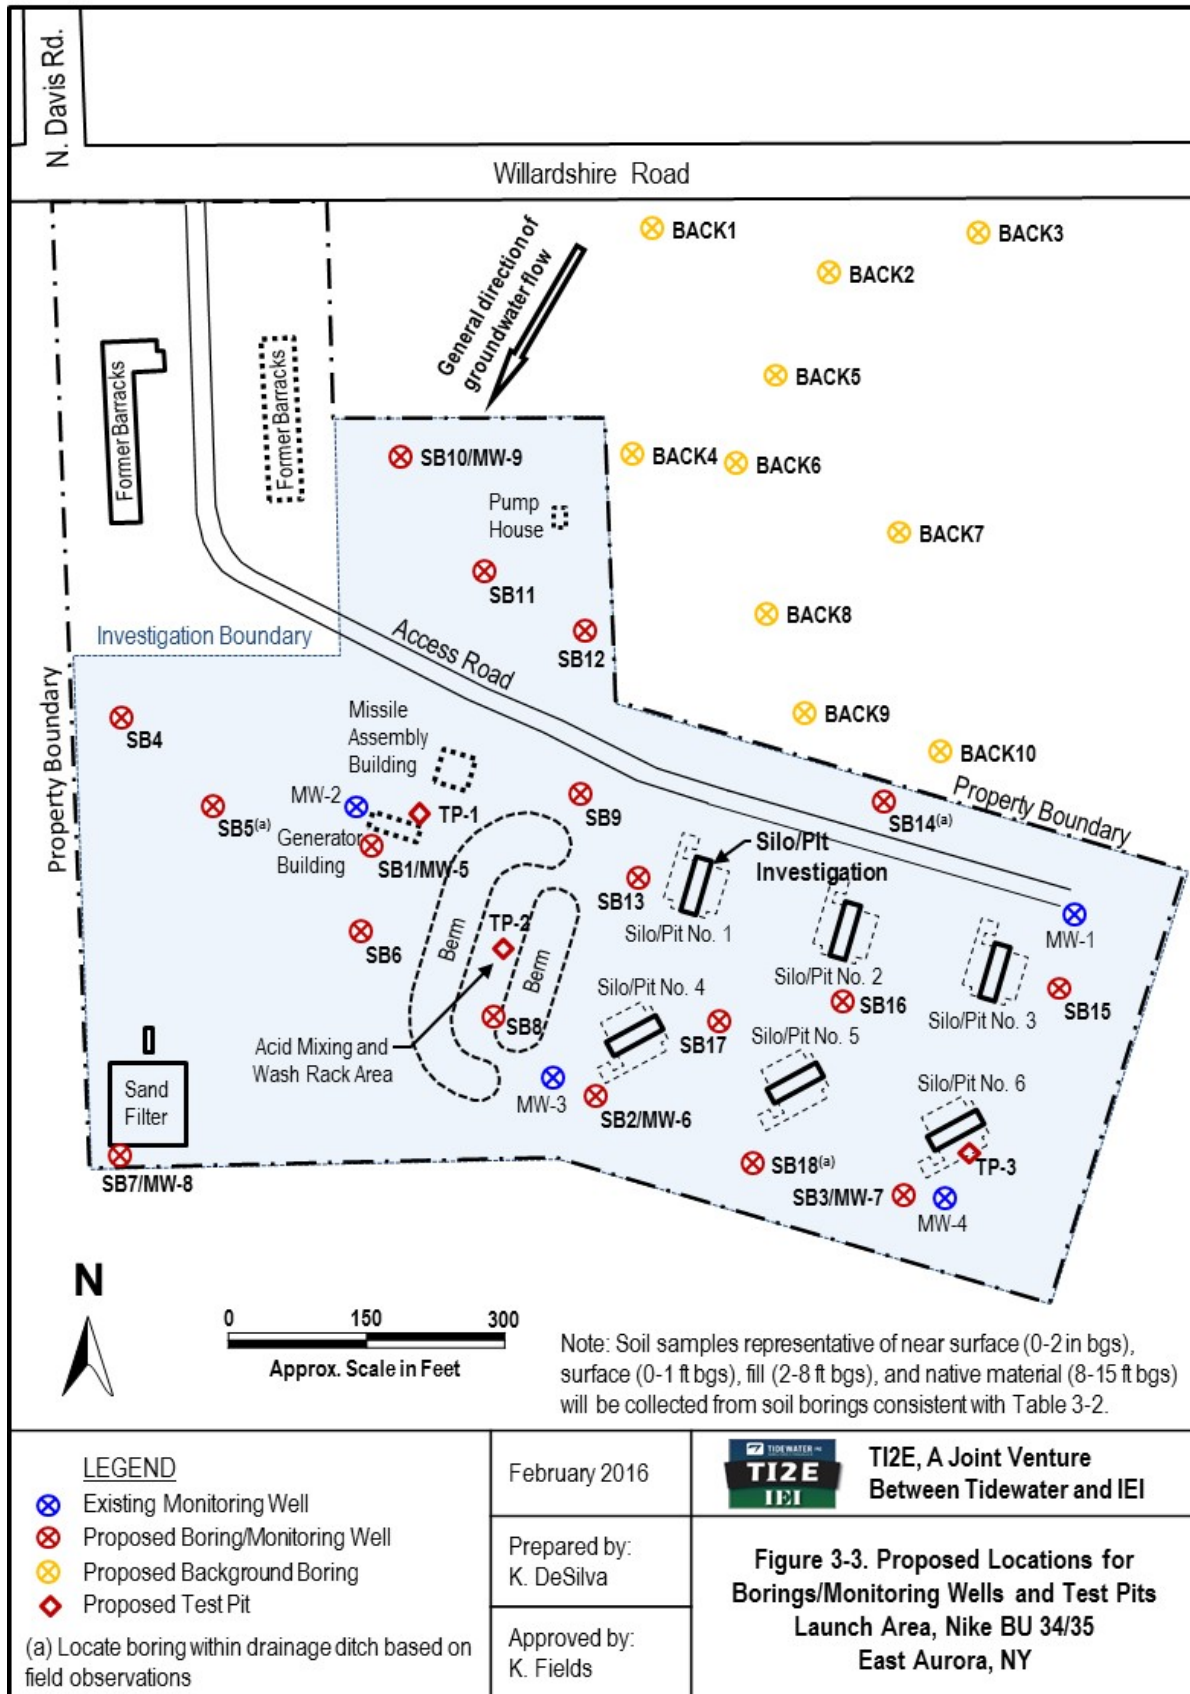 N. Davis Rd.
Willardshire Road
General direction of
groundwater flow
BACK1
BACK3
BACK2
Former Barracks
Former Barracks
BACK5
BACK4
BACK6
SB10/MW-9
Pump
House
BACK7
SB11
BACK8
Investigation Boundary
Access Road
SB12
Property Boundary
SB4
Missile
Assembly
Building
BACK9
BACK10
Property Boundary
MW-2
SB5(a)
TP-1
SB9
SB14(a)
Generator
Building
SB1/MW-5
Silo/Pit
Investigation
SB13
Silo/Pit No. 1
MW-1
SB6
Berm
TP-2
Berm
Silo/Pit No. 2
Silo/Pit No. 4
SB16
SB15
Silo/Pit No. 3
SB8
SB17
Silo/Pit No. 5
Acid Mixing and
Wash Rack Area
Sand
Filter
MW-3
SB2/MW-6
Silo/Pit No. 6
SB7/MW-8
SB18(a)
TP-3
SB3/MW-7
MW-4
N
0 150 300
Approx. Scale in Feet
Note: Soil samples representative of near surface (0-2 in bgs),
surface (0-1 ft bgs), fill (2-8 ft bgs), and native material (8-15 ft bgs)
will be collected from soil borings consistent with Table 3-2.
LEGEND
Existing Monitoring Well
Proposed Boring/Monitoring Well
Proposed Background Boring
Proposed Test Pit
(a) Locate boring within drainage ditch based on
field observations
February 2016
Prepared by:
K. DeSilva
Approved by:
K. Fields
TIDEWATER
TI2E
IEI
TI2E, A Joint Venture
Between Tidewater and IEI
Figure 3-3. Proposed Locations for
Borings/Monitoring Wells and Test Pits
Launch Area, Nike BU 34/35
East Aurora, NY